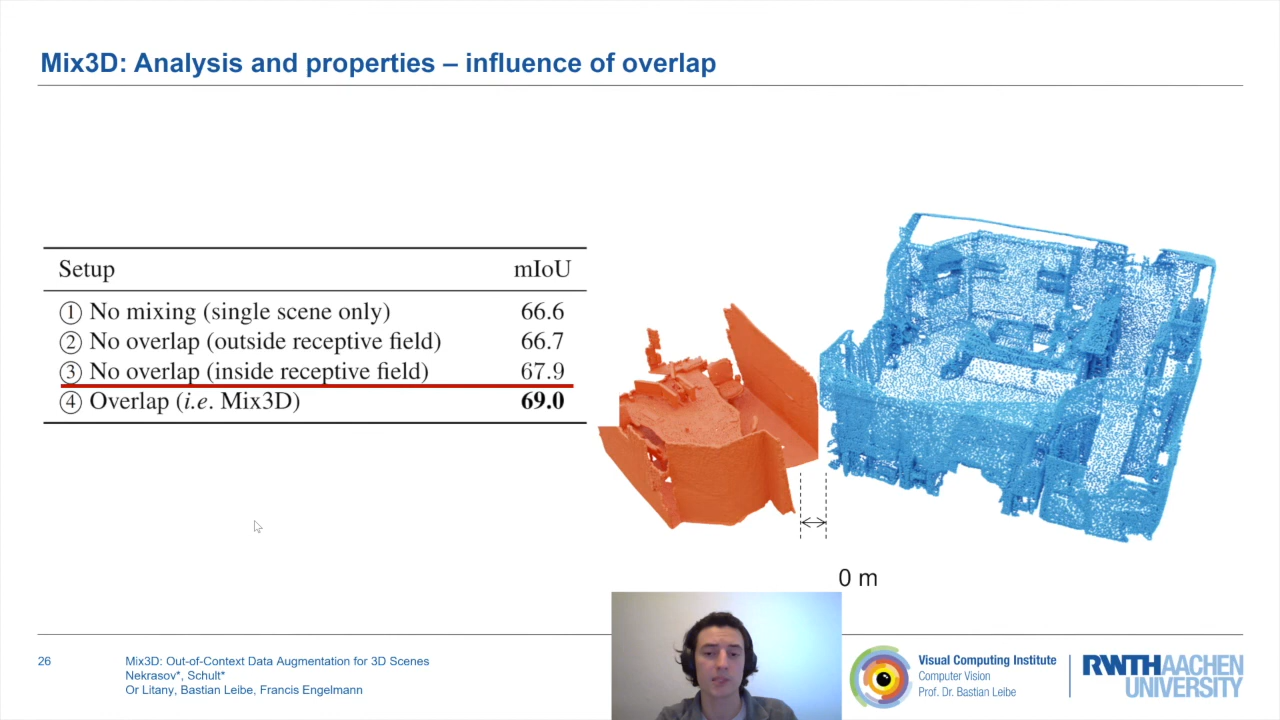 Mix3D: Analysis and properties – influence of overlap
Setup mIoU
① No mixing (single scene only) 66.6
② No overlap (outside receptive field) 66.7
③ No overlap (inside receptive field) 67.9
④ Overlap (i.e. Mix3D) 69.0
0 m
26
Mix3D: Out-of-Context Data Augmentation for 3D Scenes
Nekrasov*, Schult*
Or Litany, Bastian Leibe, Francis Engelmann
Visual Computing Institute
Computer Vision
Prof. Dr. Bastian Leibe
RWTHAACHEN
UNIVERSITY